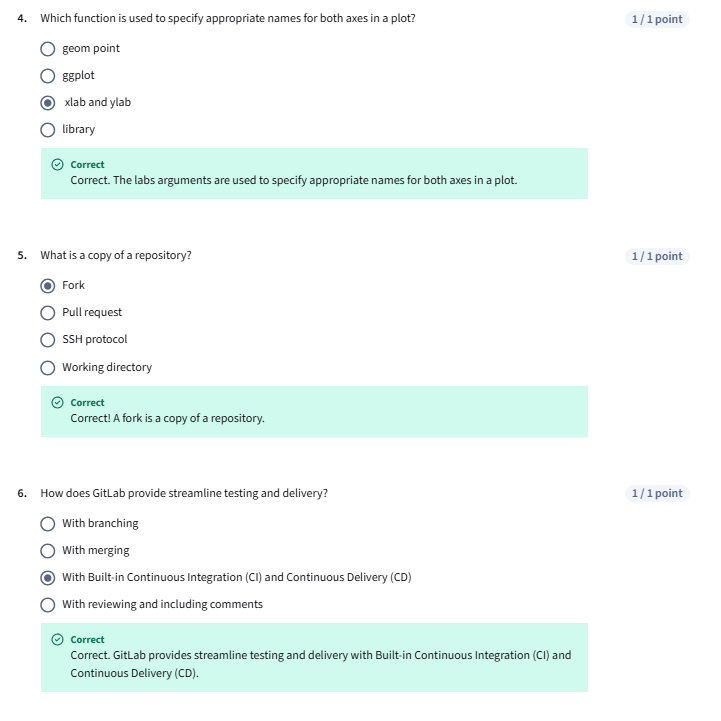 4. Which function is used to specify appropriate names for both axes in a plot? 1 / 1 point
geom point
ggplot
xlab and ylab
library
Correct
Correct. The labs arguments are used to specify appropriate names for both axes in a plot.
5. What is a copy of a repository? 1 / 1 point
Fork
Pull request
SSH protocol
Working directory
Correct
Correct! A fork is a copy of a repository.
6. How does GitLab provide streamline testing and delivery? 1 / 1 point
With branching
With merging
With Built-in Continuous Integration (CI) and Continuous Delivery (CD)
With reviewing and including comments
Correct
Correct. GitLab provides streamline testing and delivery with Built-in Continuous Integration (CI) and
Continuous Delivery (CD).